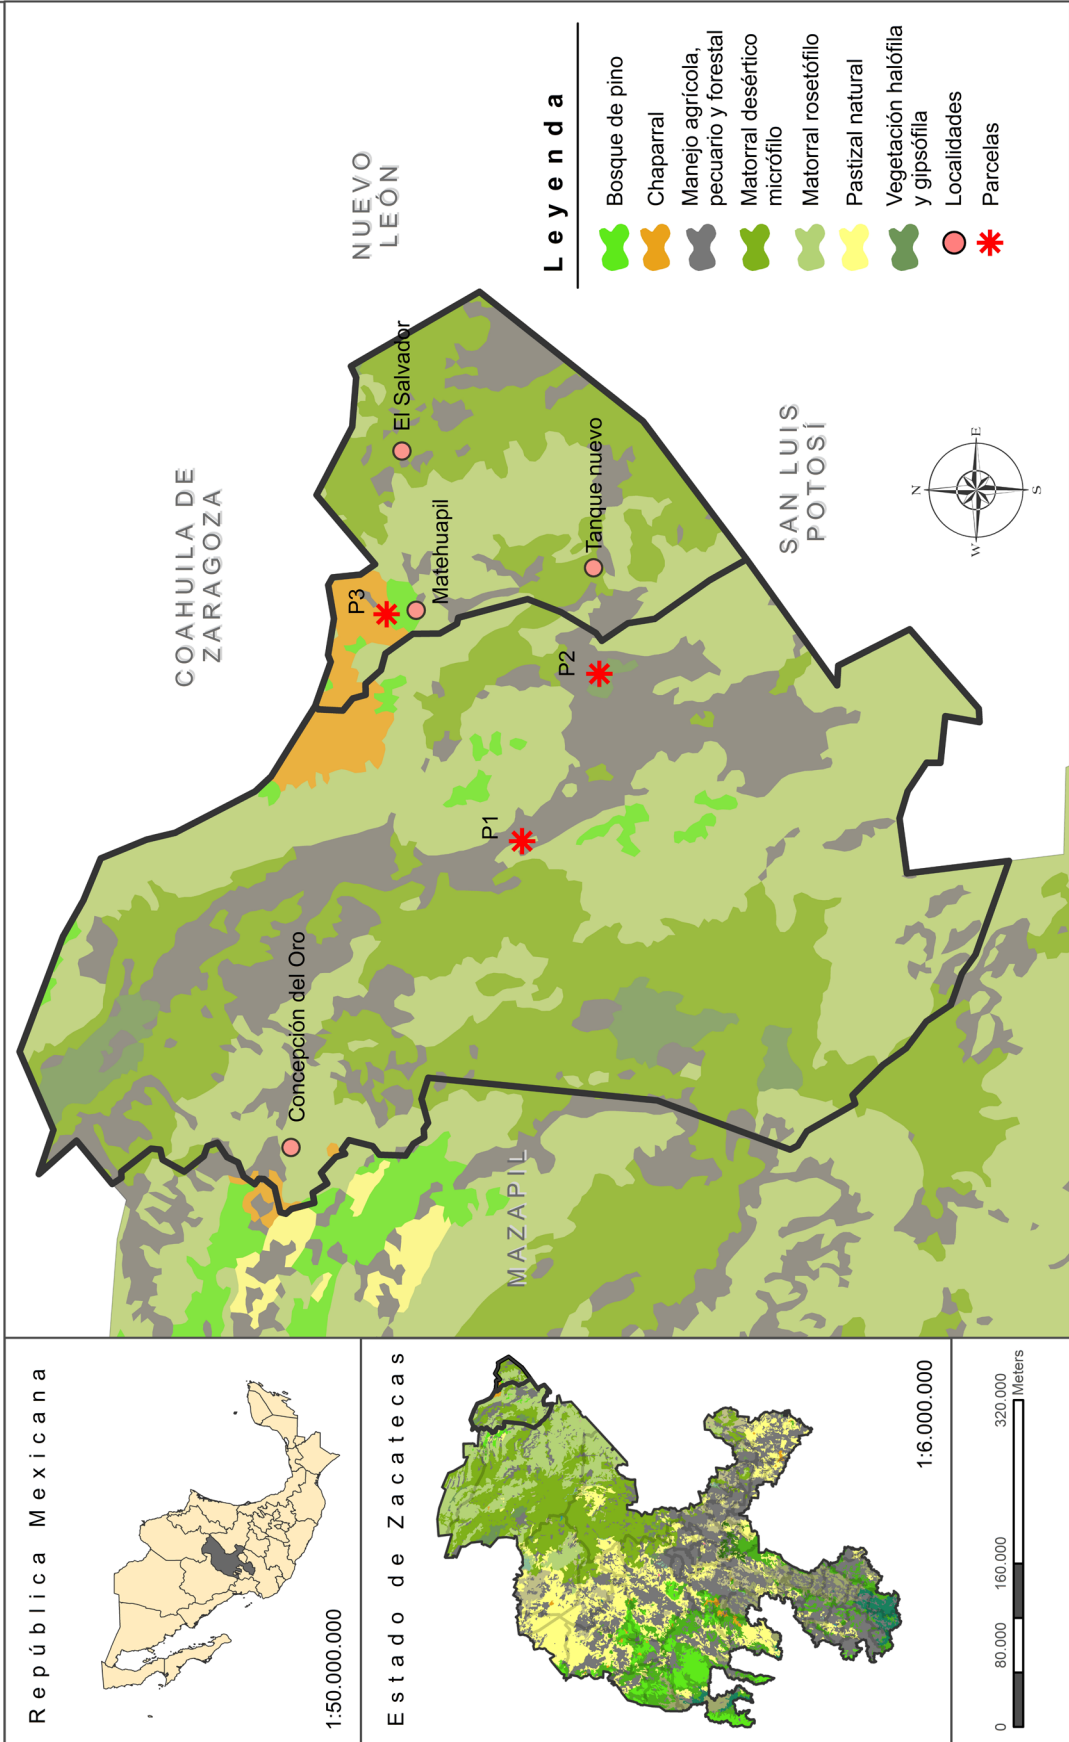 República Mexicana
1:50.000.000
Estado de Zacatecas
1:6.000.000
0
80.000
160.000
320.000
Meters
COAHUILA DE
ZARAGOZA
NUEVO
LEÓN
SAN LUIS
POTOSÍ
MAZAPIL
Concepción del Oro
El Salvador
Matehuapil
Tanque nuevo
P1
P2
P3
N
E
S
W
Leyenda
Bosque de pino
Chaparral
Manejo agrícola,
pecuario y forestal
Matorral desértico
micrófilo
Matorral rosetófilo
Pastizal natural
Vegetación halófila
y gipsófila
Localidades
Parcelas